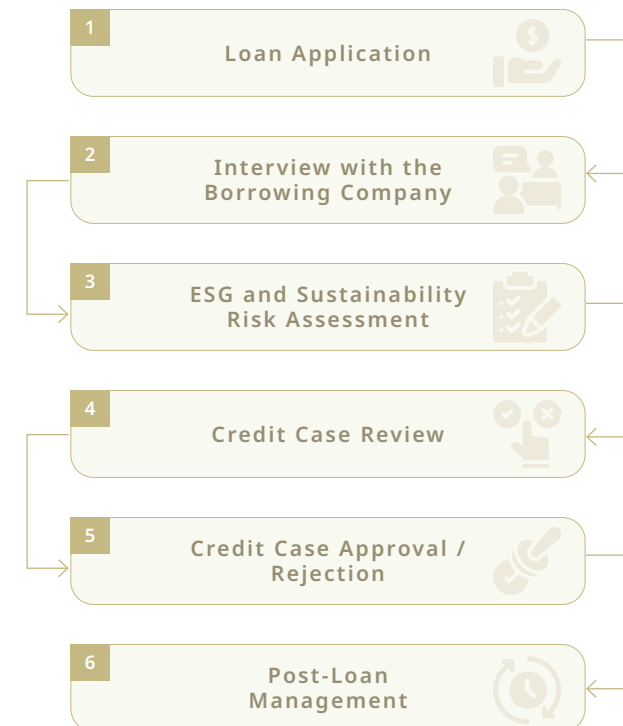 1
Loan Application
$
2
Interview with the
Borrowing Company
3
ESG and Sustainability
Risk Assessment
4
Credit Case Review
5
Credit Case Approval /
Rejection
6
Post-Loan
Management